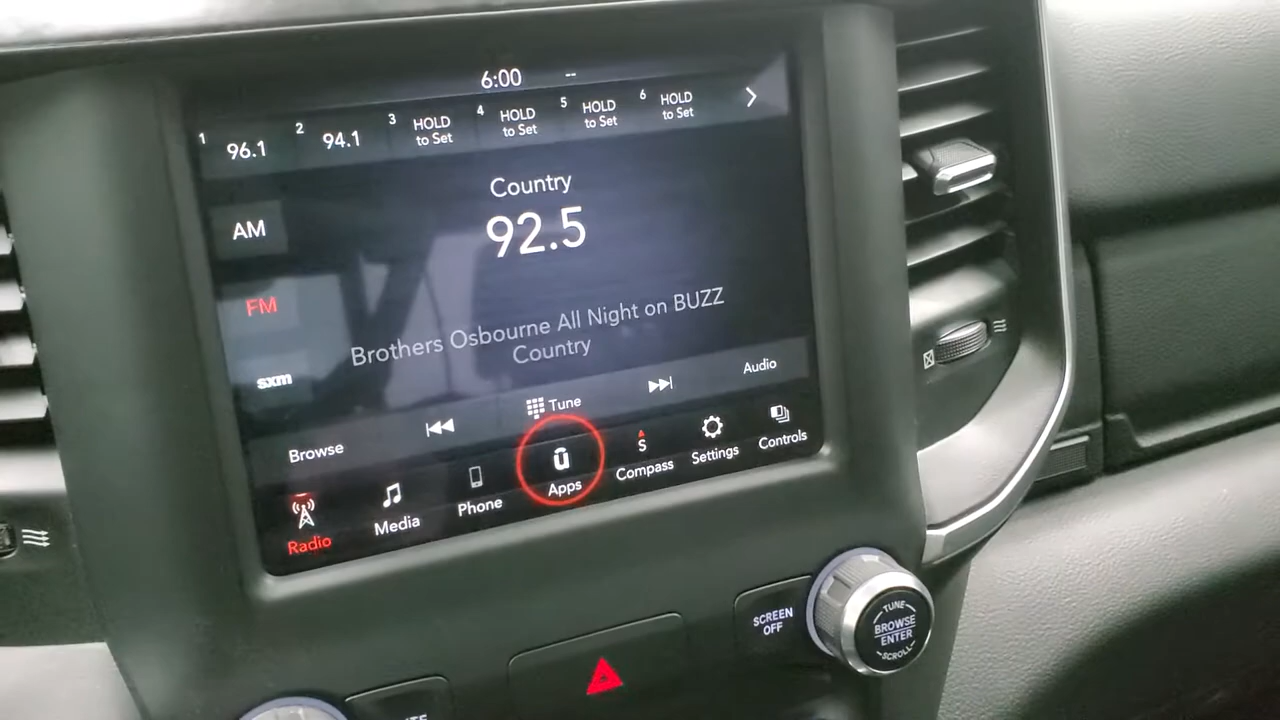 6:00 --
1 96.1
2 94.1
3 HOLD to Set
4 HOLD to Set
5 HOLD to Set
6 HOLD to Set
Country
92.5
AM
FM
sxm
Brothers Osbourne All Night on BUZZ
Country
Browse
Tune
Audio
Radio
Media
Phone
ū
Apps
S
Compass
Settings
Controls
SCREEN
OFF
TUNE
BROWSE
ENTER
SCROLL